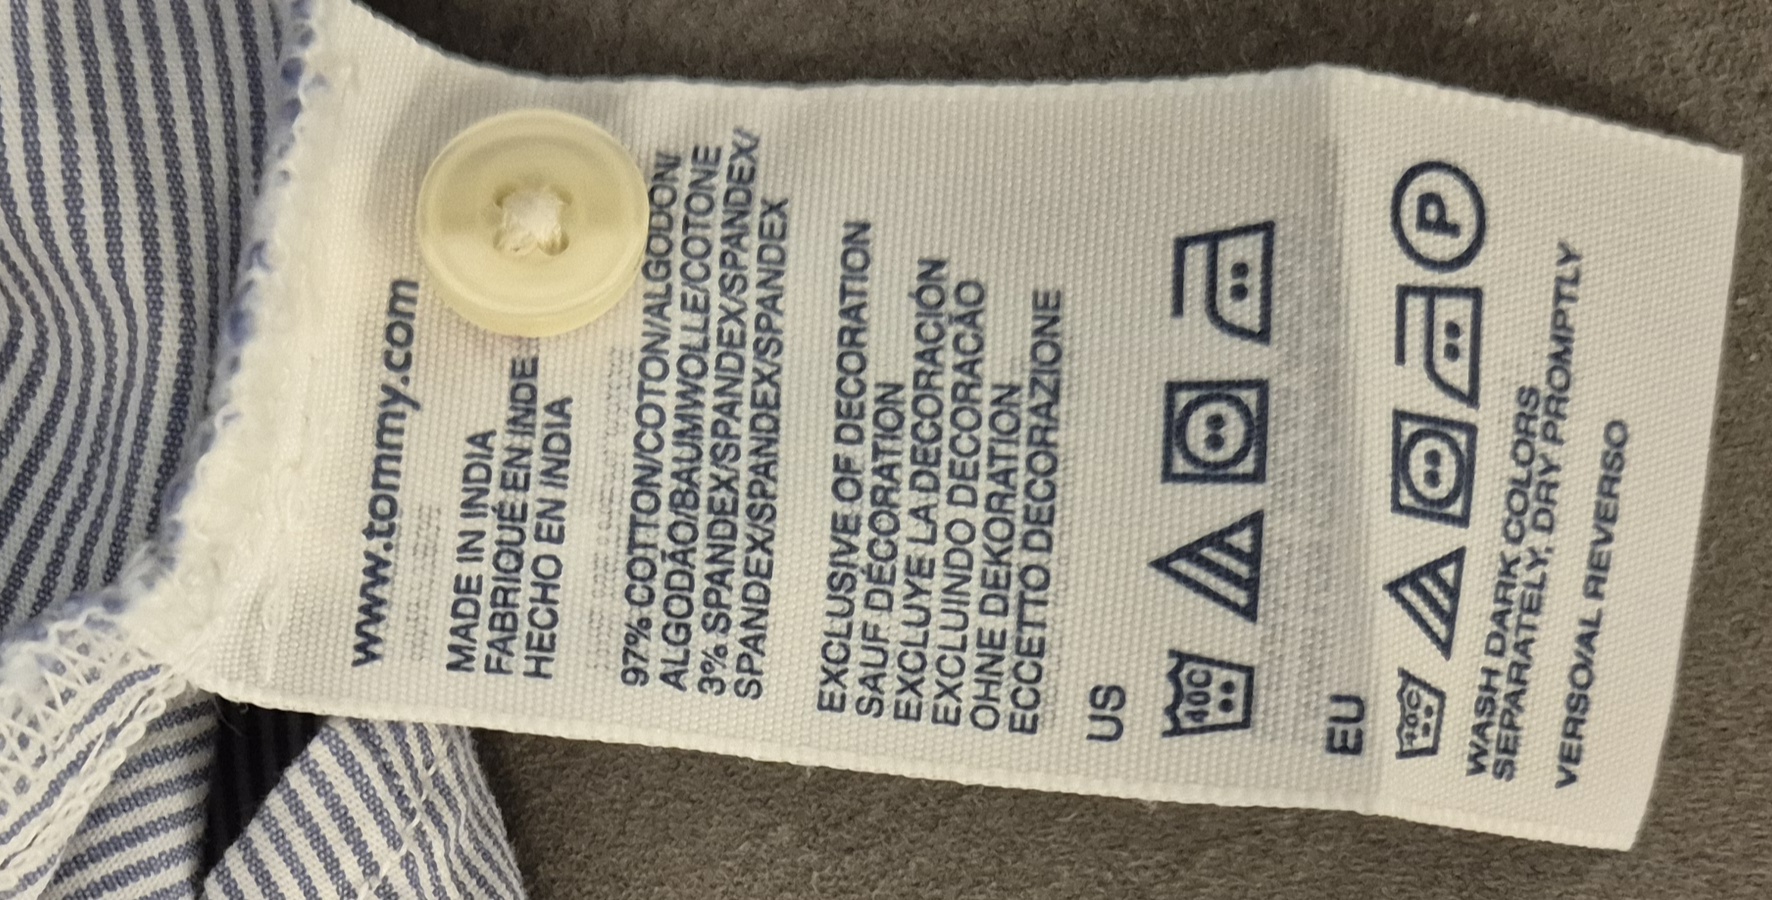 www.tommy.com
MADE IN INDIA
FABRIQUÉ EN INDE
HECHO EN INDIA
97% COTTON/COTON/ALGODON/
ALGODÃO/BAUMWOLLE/COTONE
3% SPANDEX/SPANDEX/SPANDEX/
SPANDEX/SPANDEX/SPANDEX
EXCLUSIVE OF DECORATION
SAUF DÉCORATION
EXCLUYE LA DECORACIÓN
EXCLUINDO DECORACÃO
OHNE DEKORATION
ECCETTO DECORAZIONE
US
40C
EU
40C P
WASH DARK COLORS
SEPARATELY, DRY PROMPTLY
VERSO/AL REVERSO